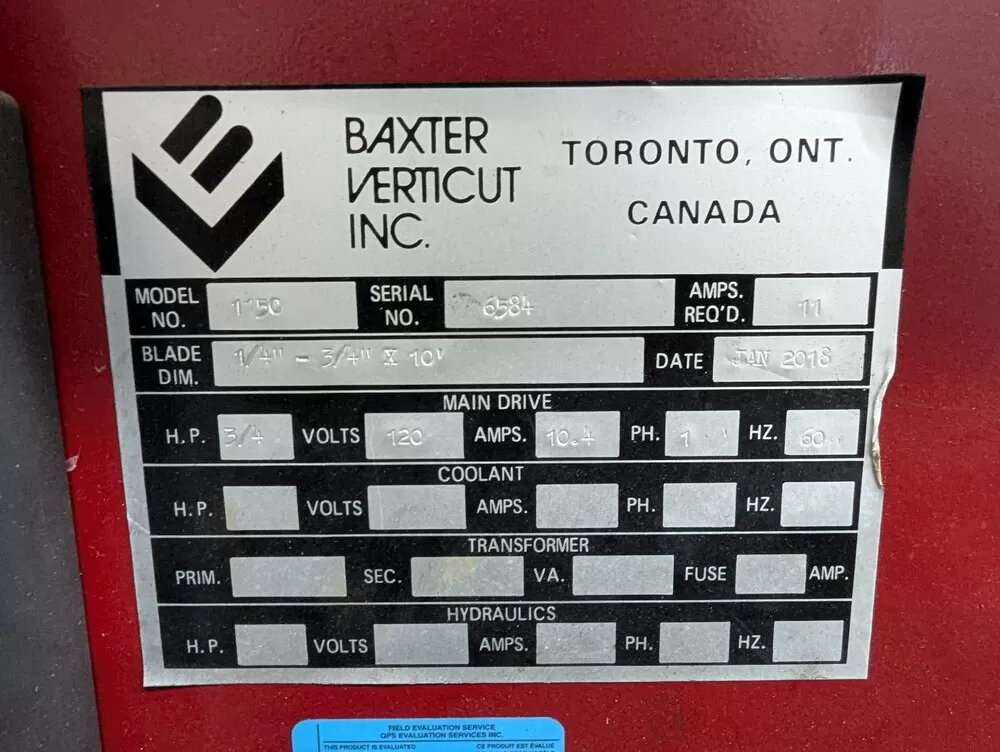 BAXTER
VERTICUT
INC.
TORONTO, ONT.
CANADA
MODEL NO. SERIAL NO. 6584 AMPS. REQ'D. 11
BLADE DIM. 1/4" - 3/4" X 10' DATE JAN 2018
MAIN DRIVE
H.P. 3/4 VOLTS 120 AMPS. 10.4 PH. 1 HZ. 60
COOLANT
H.P. VOLTS AMPS. PH. HZ.
TRANSFORMER
PRIM. SEC. VA. FUSE AMP.
HYDRAULICS
H.P. VOLTS AMPS. PH. HZ.
FIELD EVALUATION SERVICE
QPS EVALUATION SERVICES INC.
THIS PRODUCT IS EVALUATED CE PRODUIT EST ÉVALUÉ